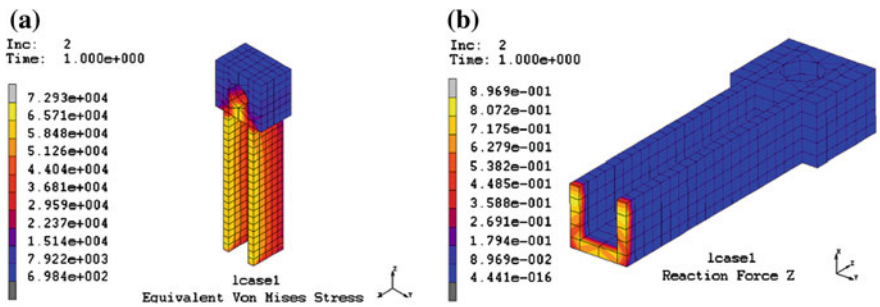 (a)
Inc: 2
Time: 1.000e+000
7.293e+004
6.571e+004
5.848e+004
5.126e+004
4.404e+004
3.681e+004
2.959e+004
2.237e+004
1.514e+004
7.922e+003
6.984e+002
lcase1
Equivalent Von Mises Stress
(b)
Inc: 2
Time: 1.000e+000
8.969e-001
8.072e-001
7.175e-001
6.279e-001
5.382e-001
4.485e-001
3.588e-001
2.691e-001
1.794e-001
8.969e-002
4.441e-016
lcase1
Reaction Force Z